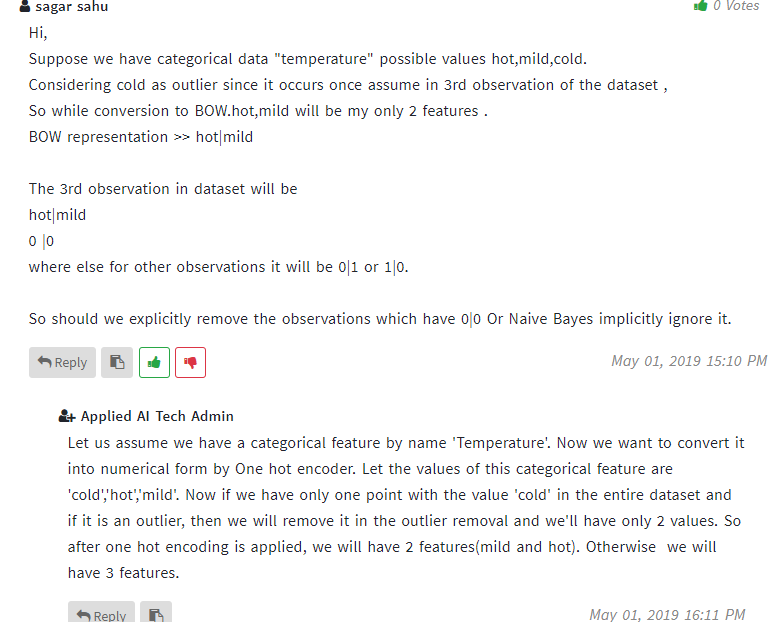 sagar sahu
0 Votes
Hi,
Suppose we have categorical data "temperature" possible values hot,mild,cold.
Considering cold as outlier since it occurs once assume in 3rd observation of the dataset ,
So while conversion to BOW.hot,mild will be my only 2 features .
BOW representation >> hot|mild
The 3rd observation in dataset will be
hot|mild
0 |0
where else for other observations it will be 0|1 or 1|0.
So should we explicitly remove the observations which have 0|0 Or Naive Bayes implicitly ignore it.
Reply
May 01, 2019 15:10 PM
Applied AI Tech Admin
Let us assume we have a categorical feature by name 'Temperature'. Now we want to convert it
into numerical form by One hot encoder. Let the values of this categorical feature are
'cold','hot','mild'. Now if we have only one point with the value 'cold' in the entire dataset and
if it is an outlier, then we will remove it in the outlier removal and we'll have only 2 values. So
after one hot encoding is applied, we will have 2 features(mild and hot). Otherwise  we will
have 3 features.
Reply
May 01, 2019 16:11 PM